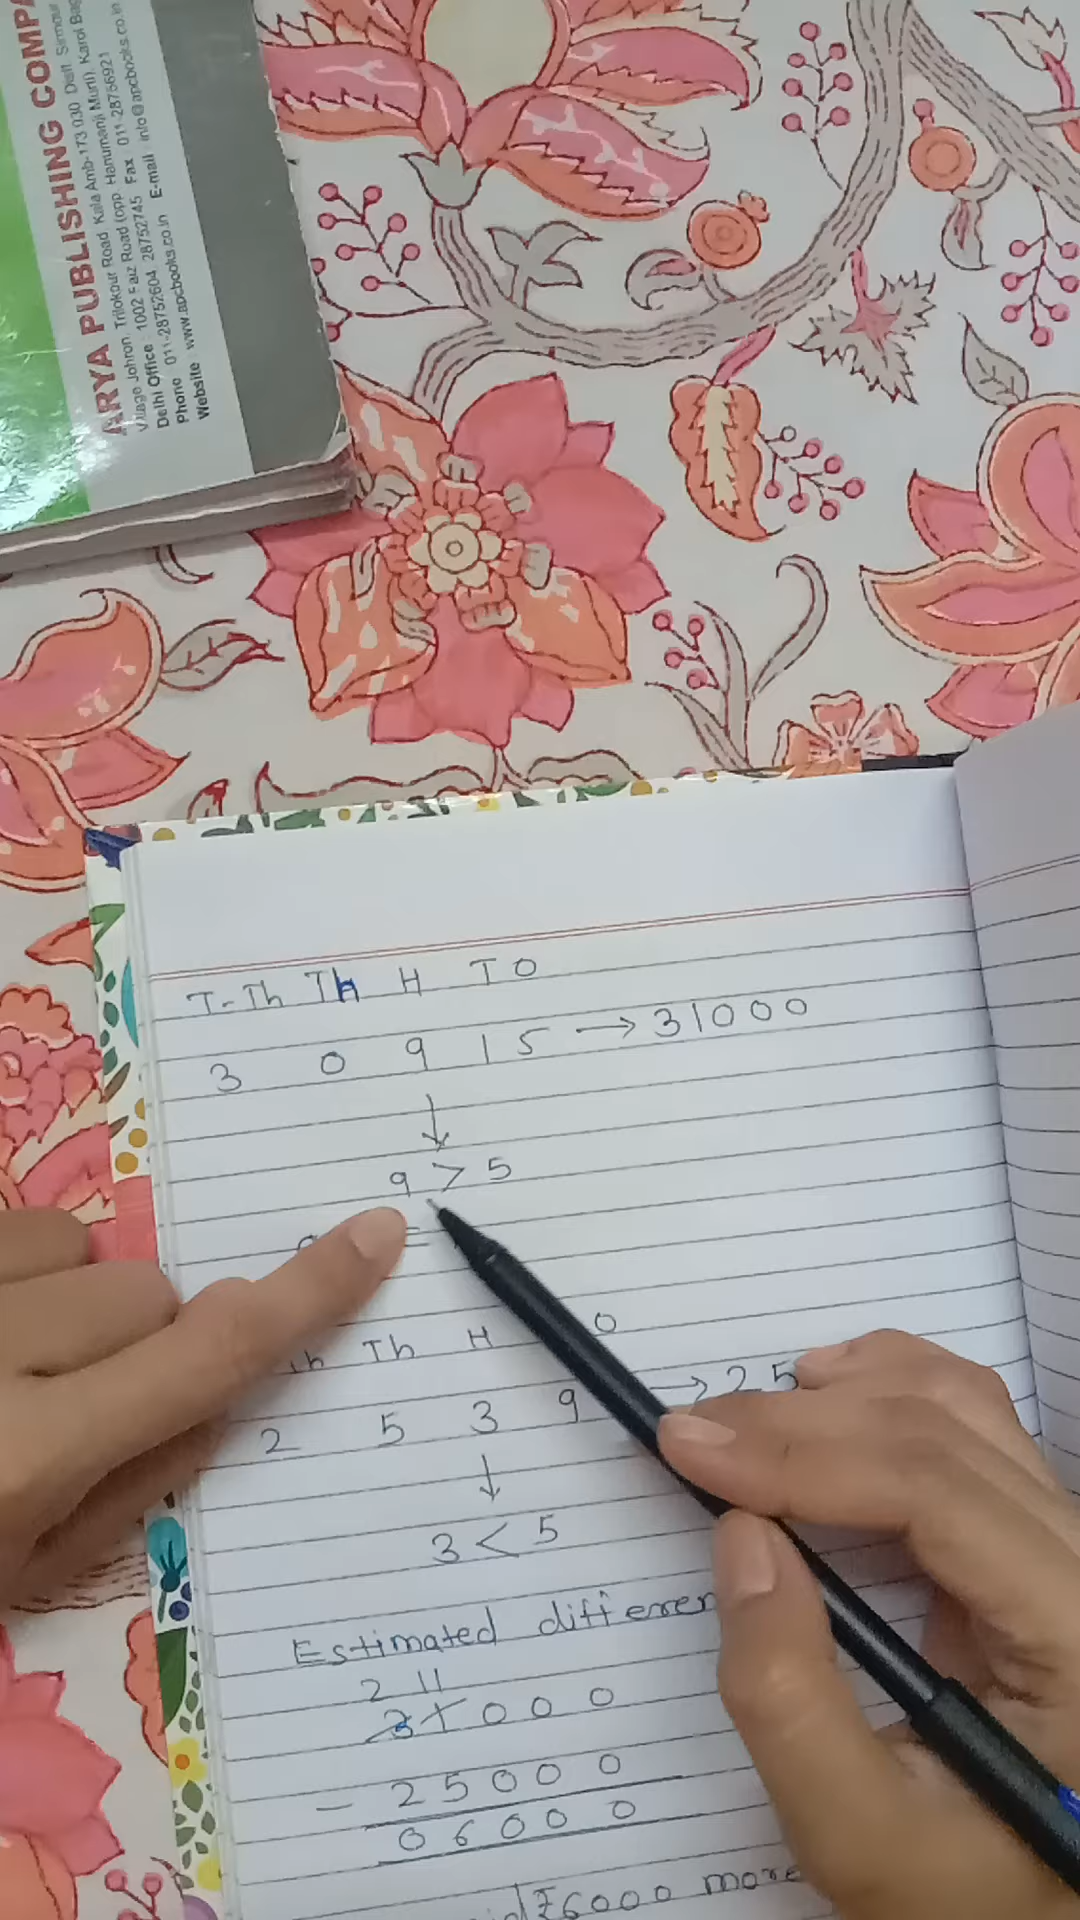 ARYA PUBLISHING COMPA
Village Johron, Trilokpur Road, Kala Amb-173 030, Distt. Sirmour
Delhi Office : 1002 Faiz Road (opp. Hanumanji Murti), Karol Bag
Phone : 011-28752604, 28752745 Fax : 011-28756921
Website : www.apcbooks.co.in E-mail : info@apcbooks.co.in
T-Th Th H T O
3 0 9 1 5 → 31000
↓
9 > 5
=
Th H O
2 5 3 9 → 25
↓
3 < 5
Estimated differen
2 11
31000
- 25000
06000
₹6000 more